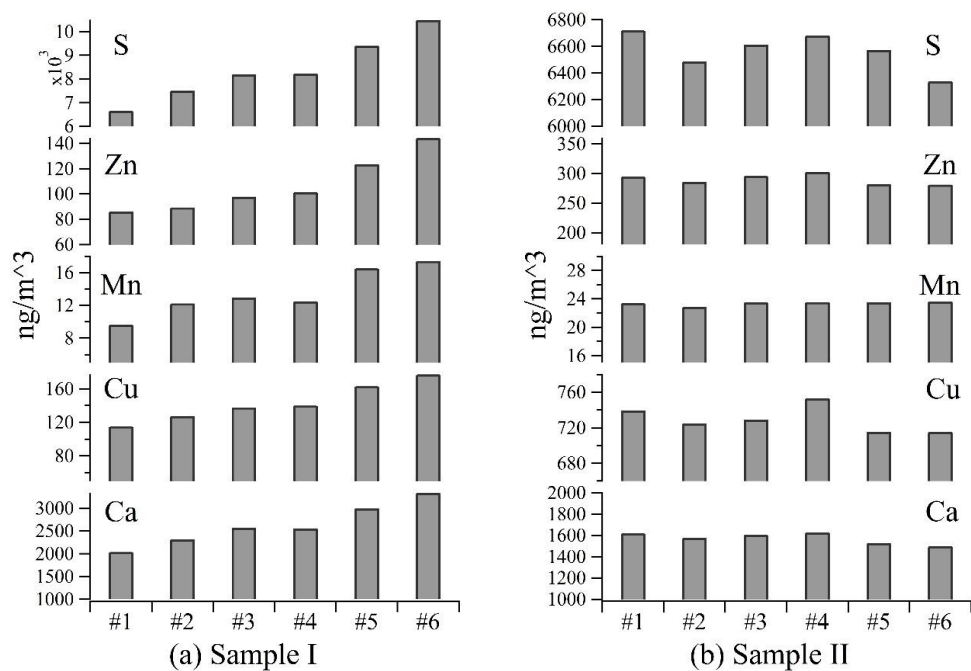 10
9
8
7
6
x10³
S
140
120
100
80
60
Zn
16
12
8
Mn
160
120
80
Cu
3000
2500
2000
1500
1000
Ca
ng/m^3
#1 #2 #3 #4 #5 #6
(a) Sample I
6800
6600
6400
6200
6000
S
350
300
250
200
Zn
28
24
20
16
Mn
760
720
680
Cu
2000
1800
1600
1400
1200
1000
Ca
ng/m^3
#1 #2 #3 #4 #5 #6
(b) Sample II